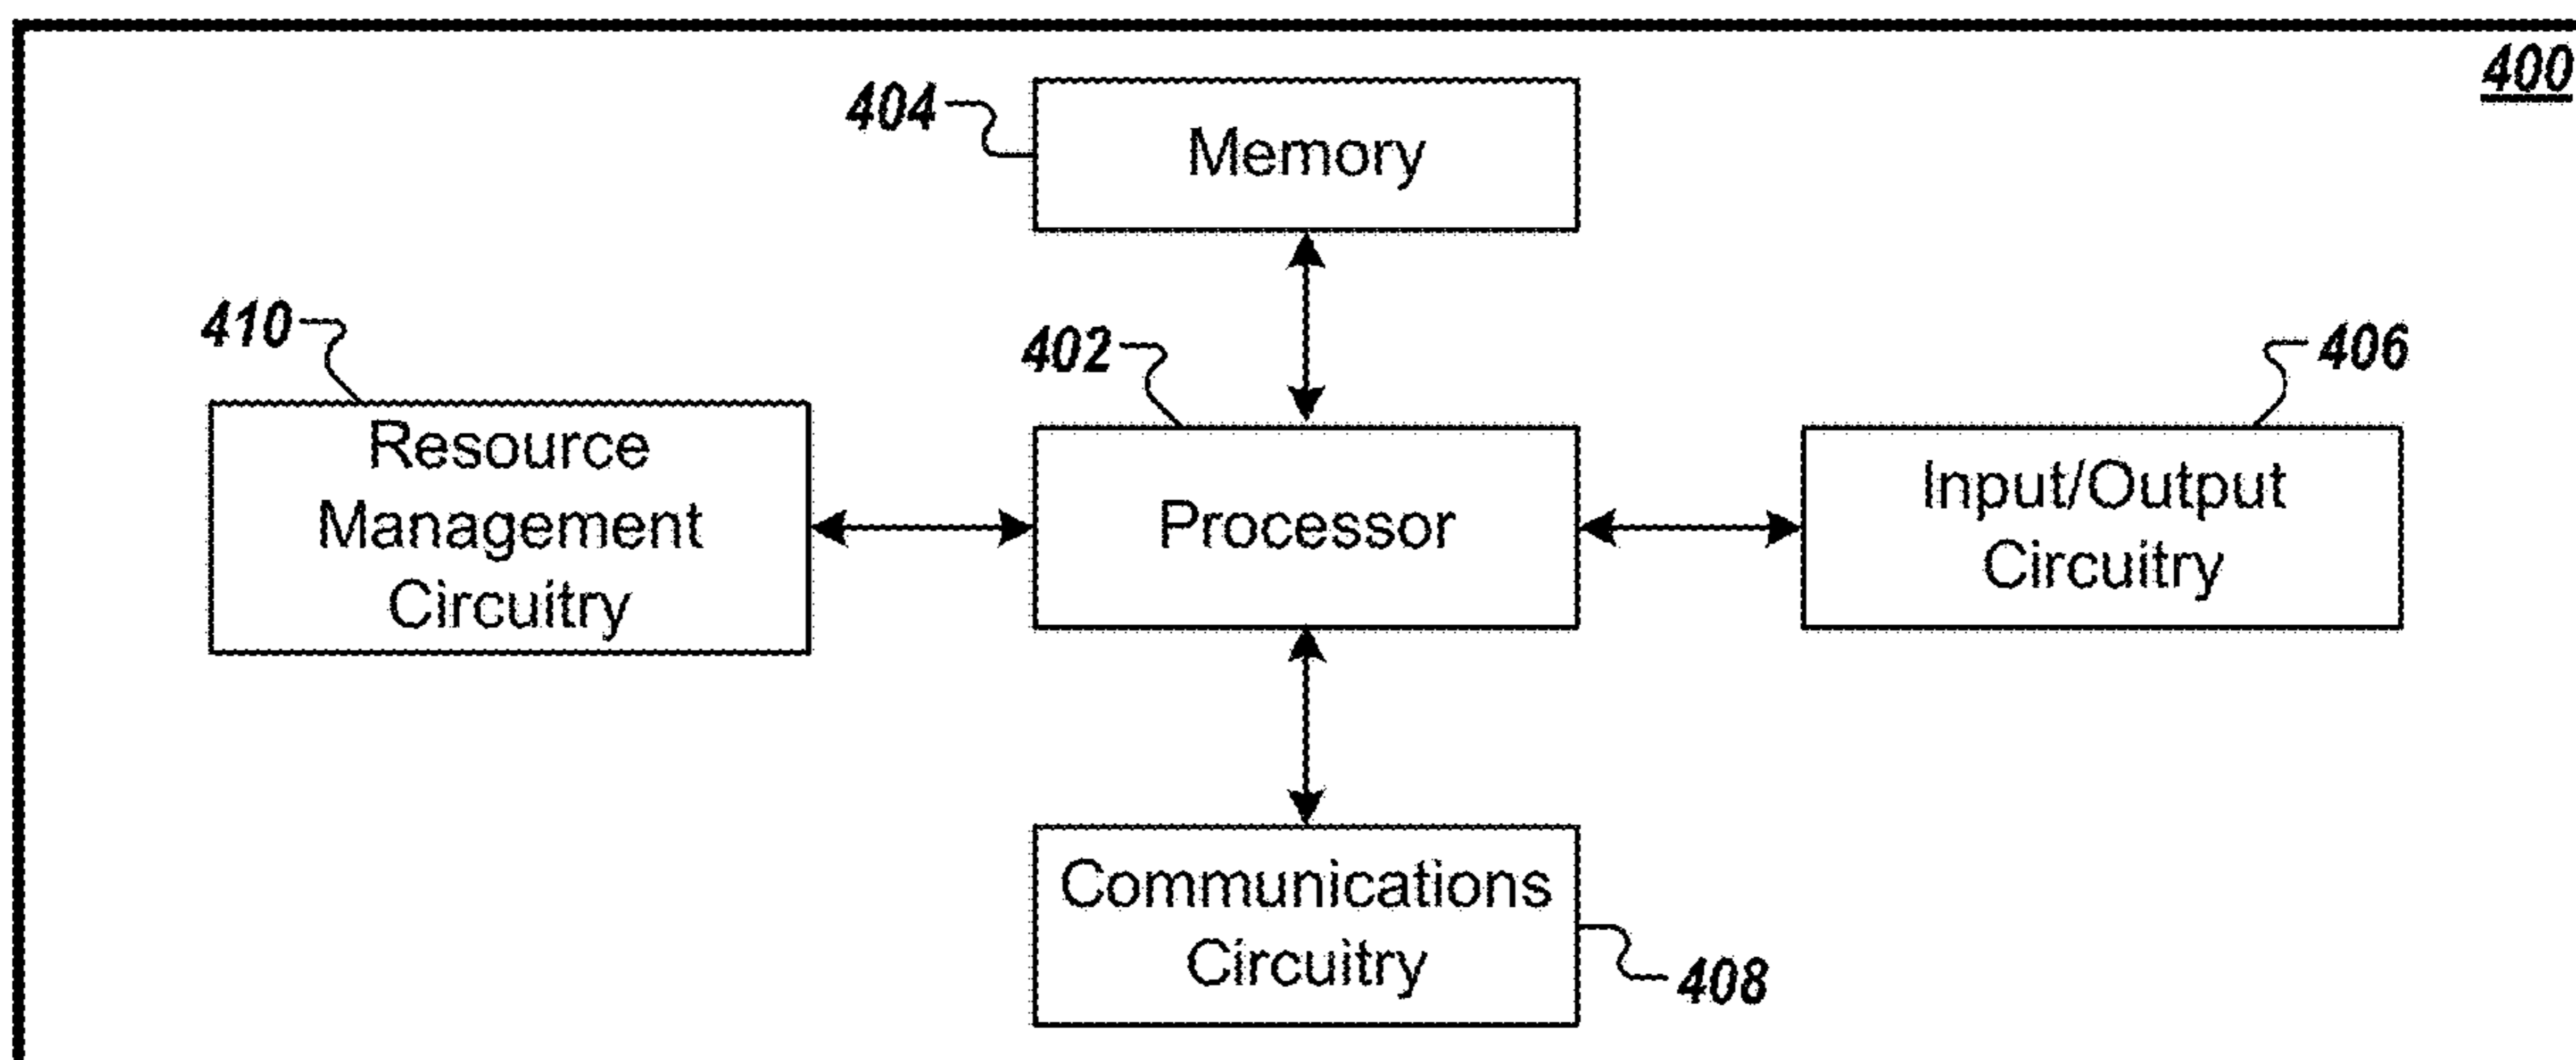 400
404
Memory
410
402
406
Resource
Management
Circuitry
Processor
Input/Output
Circuitry
Communications
Circuitry
408